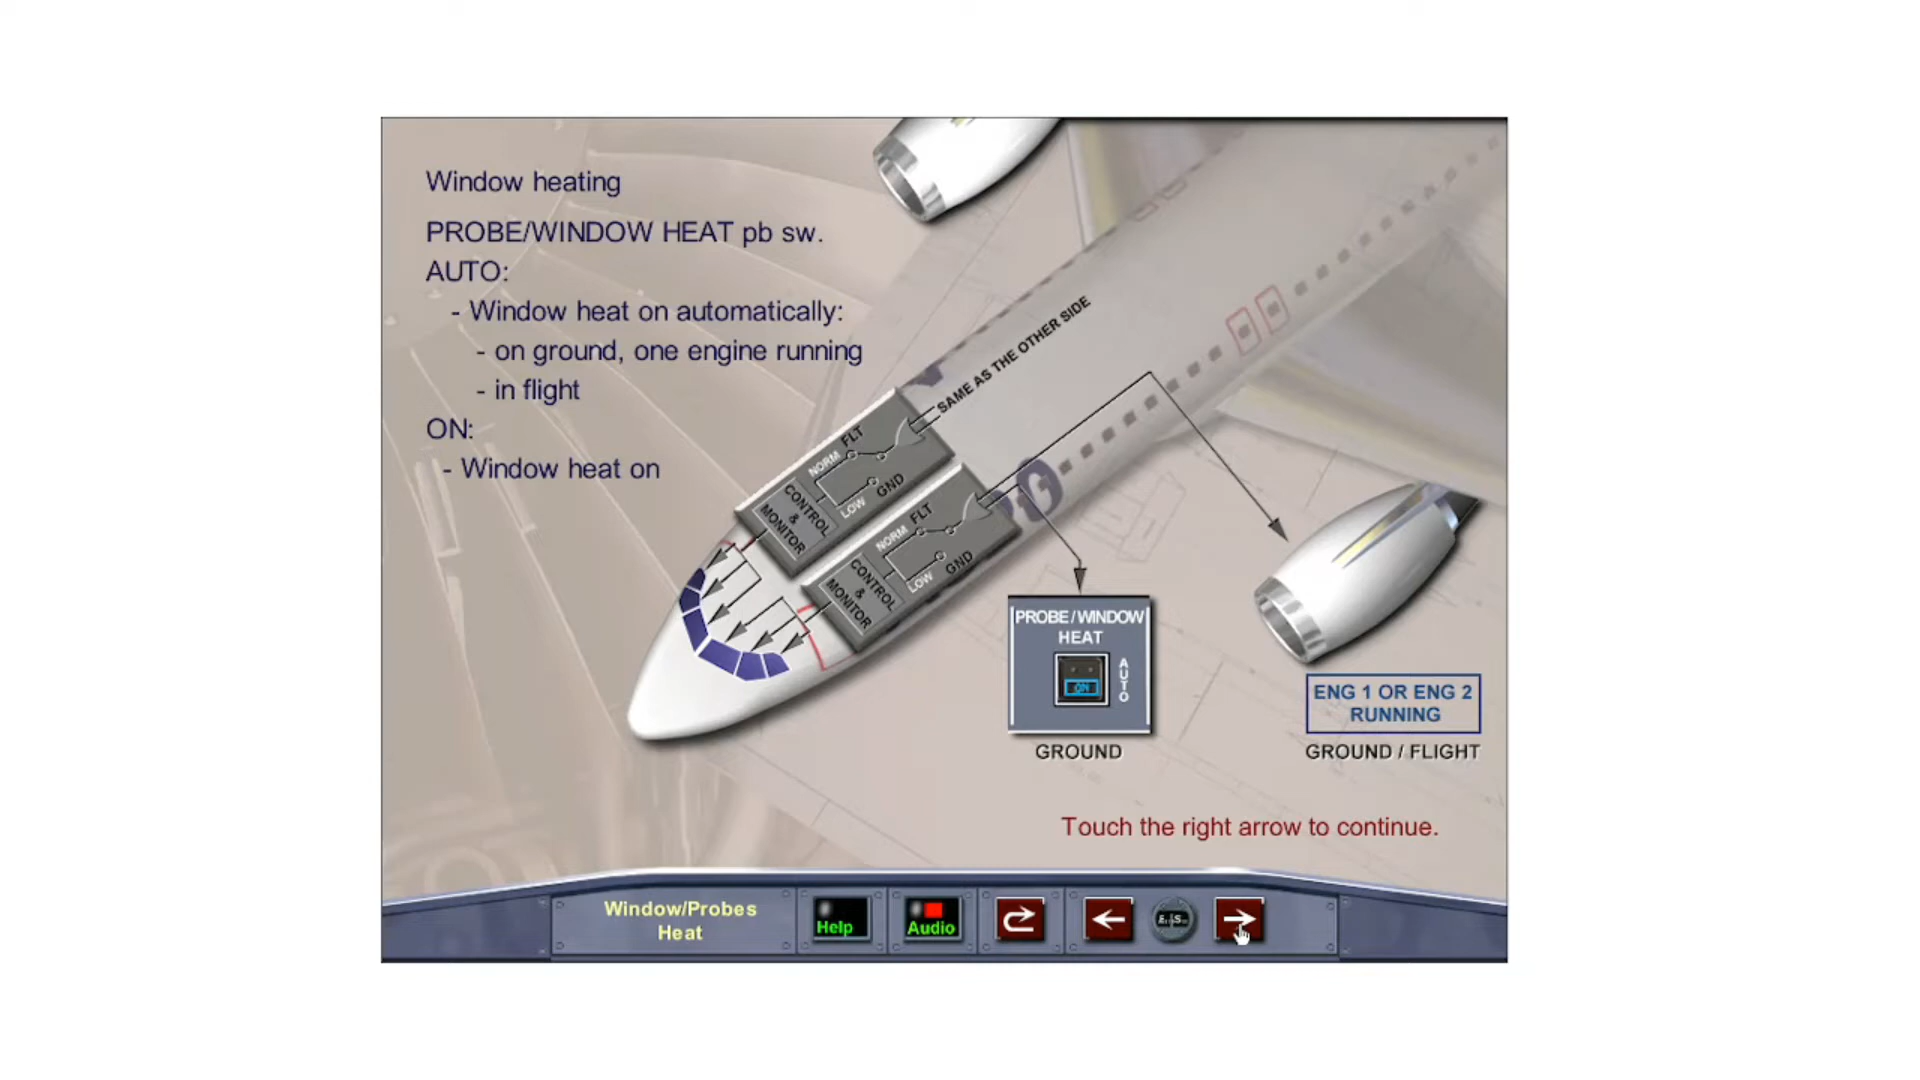 Window heating
PROBE/WINDOW HEAT pb sw.
AUTO:
- Window heat on automatically:
- on ground, one engine running
- in flight
ON:
- Window heat on
SAME AS THE OTHER SIDE
FLT
NORM
GND
LOW
CONTROL
&
MONITOR
FLT
NORM
GND
LOW
CONTROL
&
MONITOR
PROBE/WINDOW
HEAT
ON
AUTO
GROUND
ENG 1 OR ENG 2
RUNNING
GROUND / FLIGHT
Touch the right arrow to continue.
Window/Probes
Heat
Help
Audio